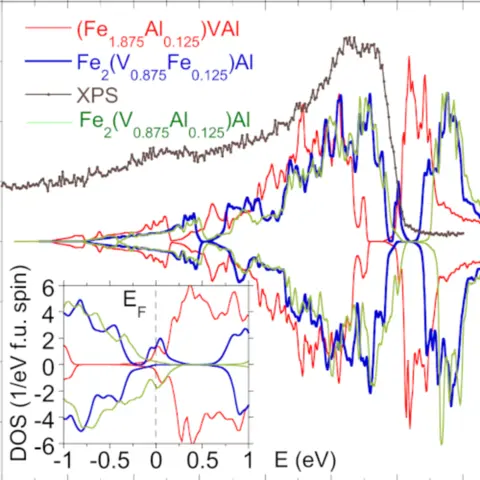 (Fe1.875Al0.125)VAl
Fe2(V0.875Fe0.125)Al
XPS
Fe2(V0.875Al0.125)Al
DOS (1/eV f.u. spin)
6
4
2
0
-2
-4
-6
EF
-1 -0.5 0 0.5 1 E (eV)